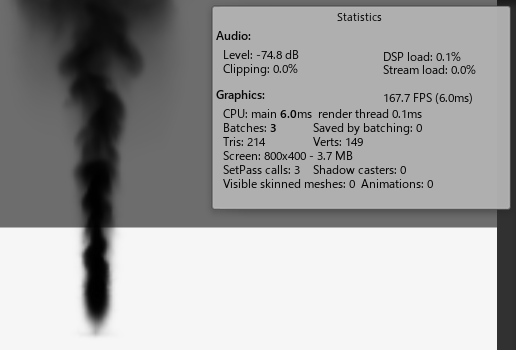 Statistics
Audio:
Level: -74.8 dB DSP load: 0.1%
Clipping: 0.0% Stream load: 0.0%
Graphics: 167.7 FPS (6.0ms)
CPU: main 6.0ms render thread 0.1ms
Batches: 3 Saved by batching: 0
Tris: 214 Verts: 149
Screen: 800x400 - 3.7 MB
SetPass calls: 3 Shadow casters: 0
Visible skinned meshes: 0 Animations: 0